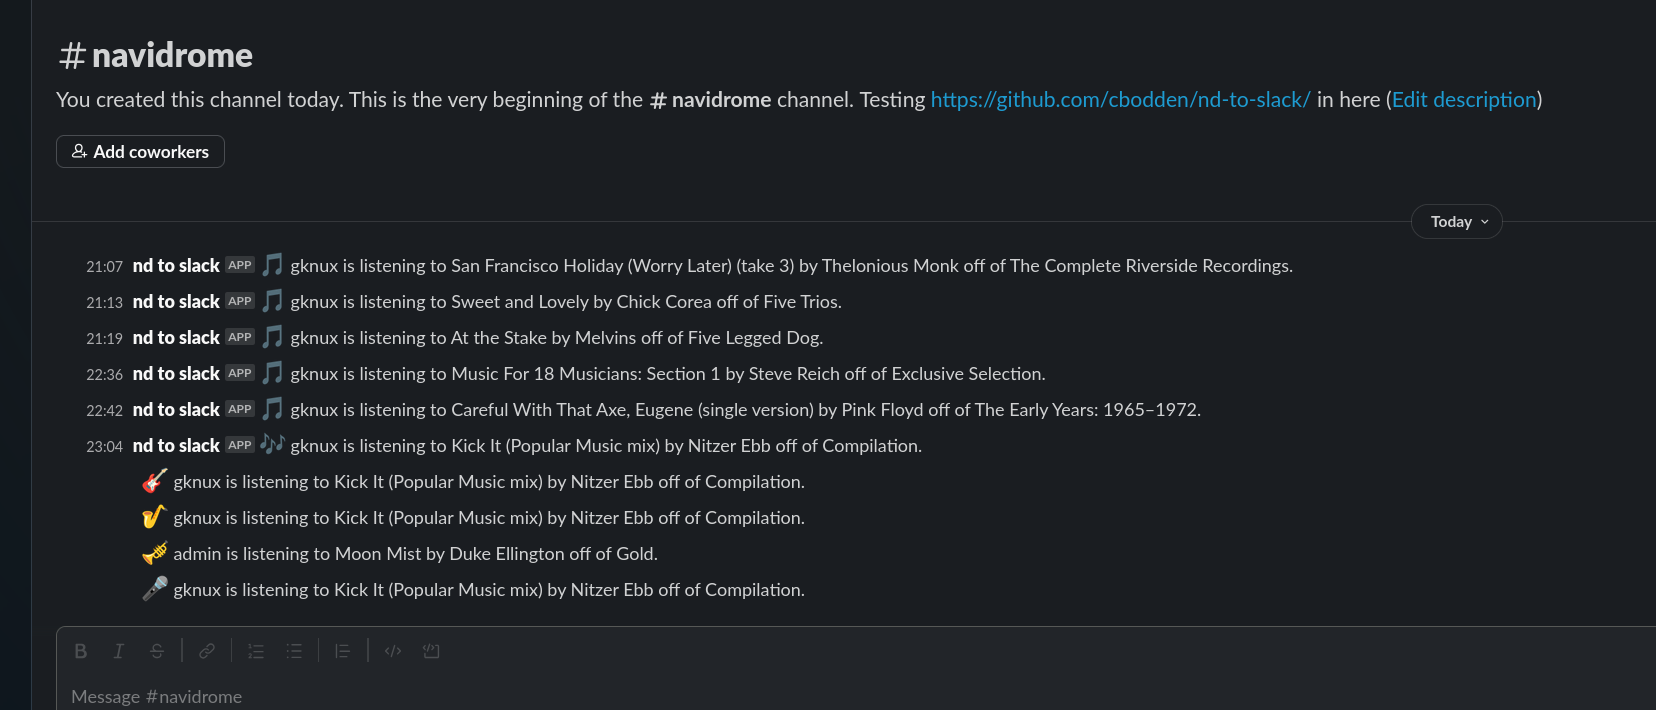 # navidrome
You created this channel today. This is the very beginning of the # navidrome channel. Testing https://github.com/cbodden/nd-to-slack/ in here (Edit description)
Add coworkers
Today
21:07 nd to slack APP 🎵 gknux is listening to San Francisco Holiday (Worry Later) (take 3) by Thelonious Monk off of The Complete Riverside Recordings.
21:13 nd to slack APP 🎵 gknux is listening to Sweet and Lovely by Chick Corea off of Five Trios.
21:19 nd to slack APP 🎵 gknux is listening to At the Stake by Melvins off of Five Legged Dog.
22:36 nd to slack APP 🎵 gknux is listening to Music For 18 Musicians: Section 1 by Steve Reich off of Exclusive Selection.
22:42 nd to slack APP 🎵 gknux is listening to Careful With That Axe, Eugene (single version) by Pink Floyd off of The Early Years: 1965–1972.
23:04 nd to slack APP 🎶 gknux is listening to Kick It (Popular Music mix) by Nitzer Ebb off of Compilation.
🎸 gknux is listening to Kick It (Popular Music mix) by Nitzer Ebb off of Compilation.
🎷 gknux is listening to Kick It (Popular Music mix) by Nitzer Ebb off of Compilation.
🎺 admin is listening to Moon Mist by Duke Ellington off of Gold.
🎤 gknux is listening to Kick It (Popular Music mix) by Nitzer Ebb off of Compilation.
B I S
Message #navidrome